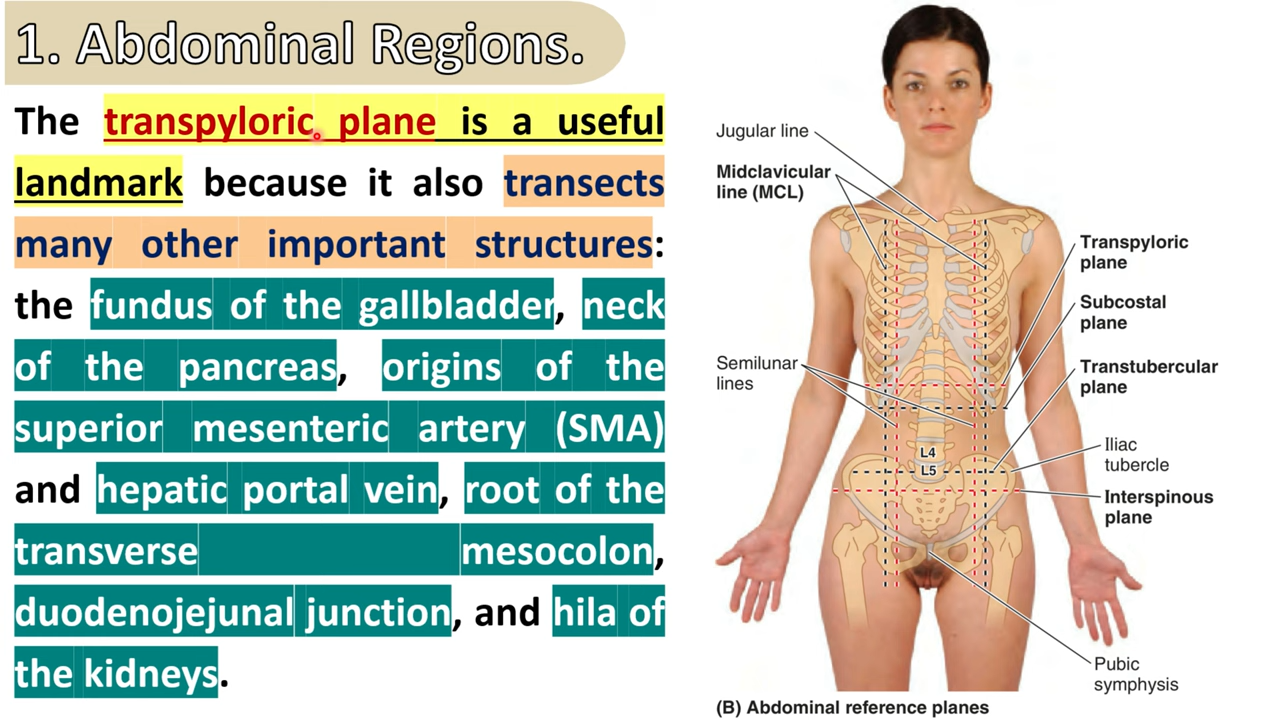 1. Abdominal Regions.
The transpyloric plane is a useful
landmark because it also transects
many other important structures:
the fundus of the gallbladder, neck
of the pancreas, origins of the
superior mesenteric artery (SMA)
and hepatic portal vein, root of the
transverse mesocolon,
duodenojejunal junction, and hila of
the kidneys.
Jugular line
Midclavicular
line (MCL)
Transpyloric
plane
Subcostal
plane
Semilunar
lines
Transtubercular
plane
L4
L5
Iliac
tubercle
Interspinous
plane
Pubic
symphysis
(B) Abdominal reference planes